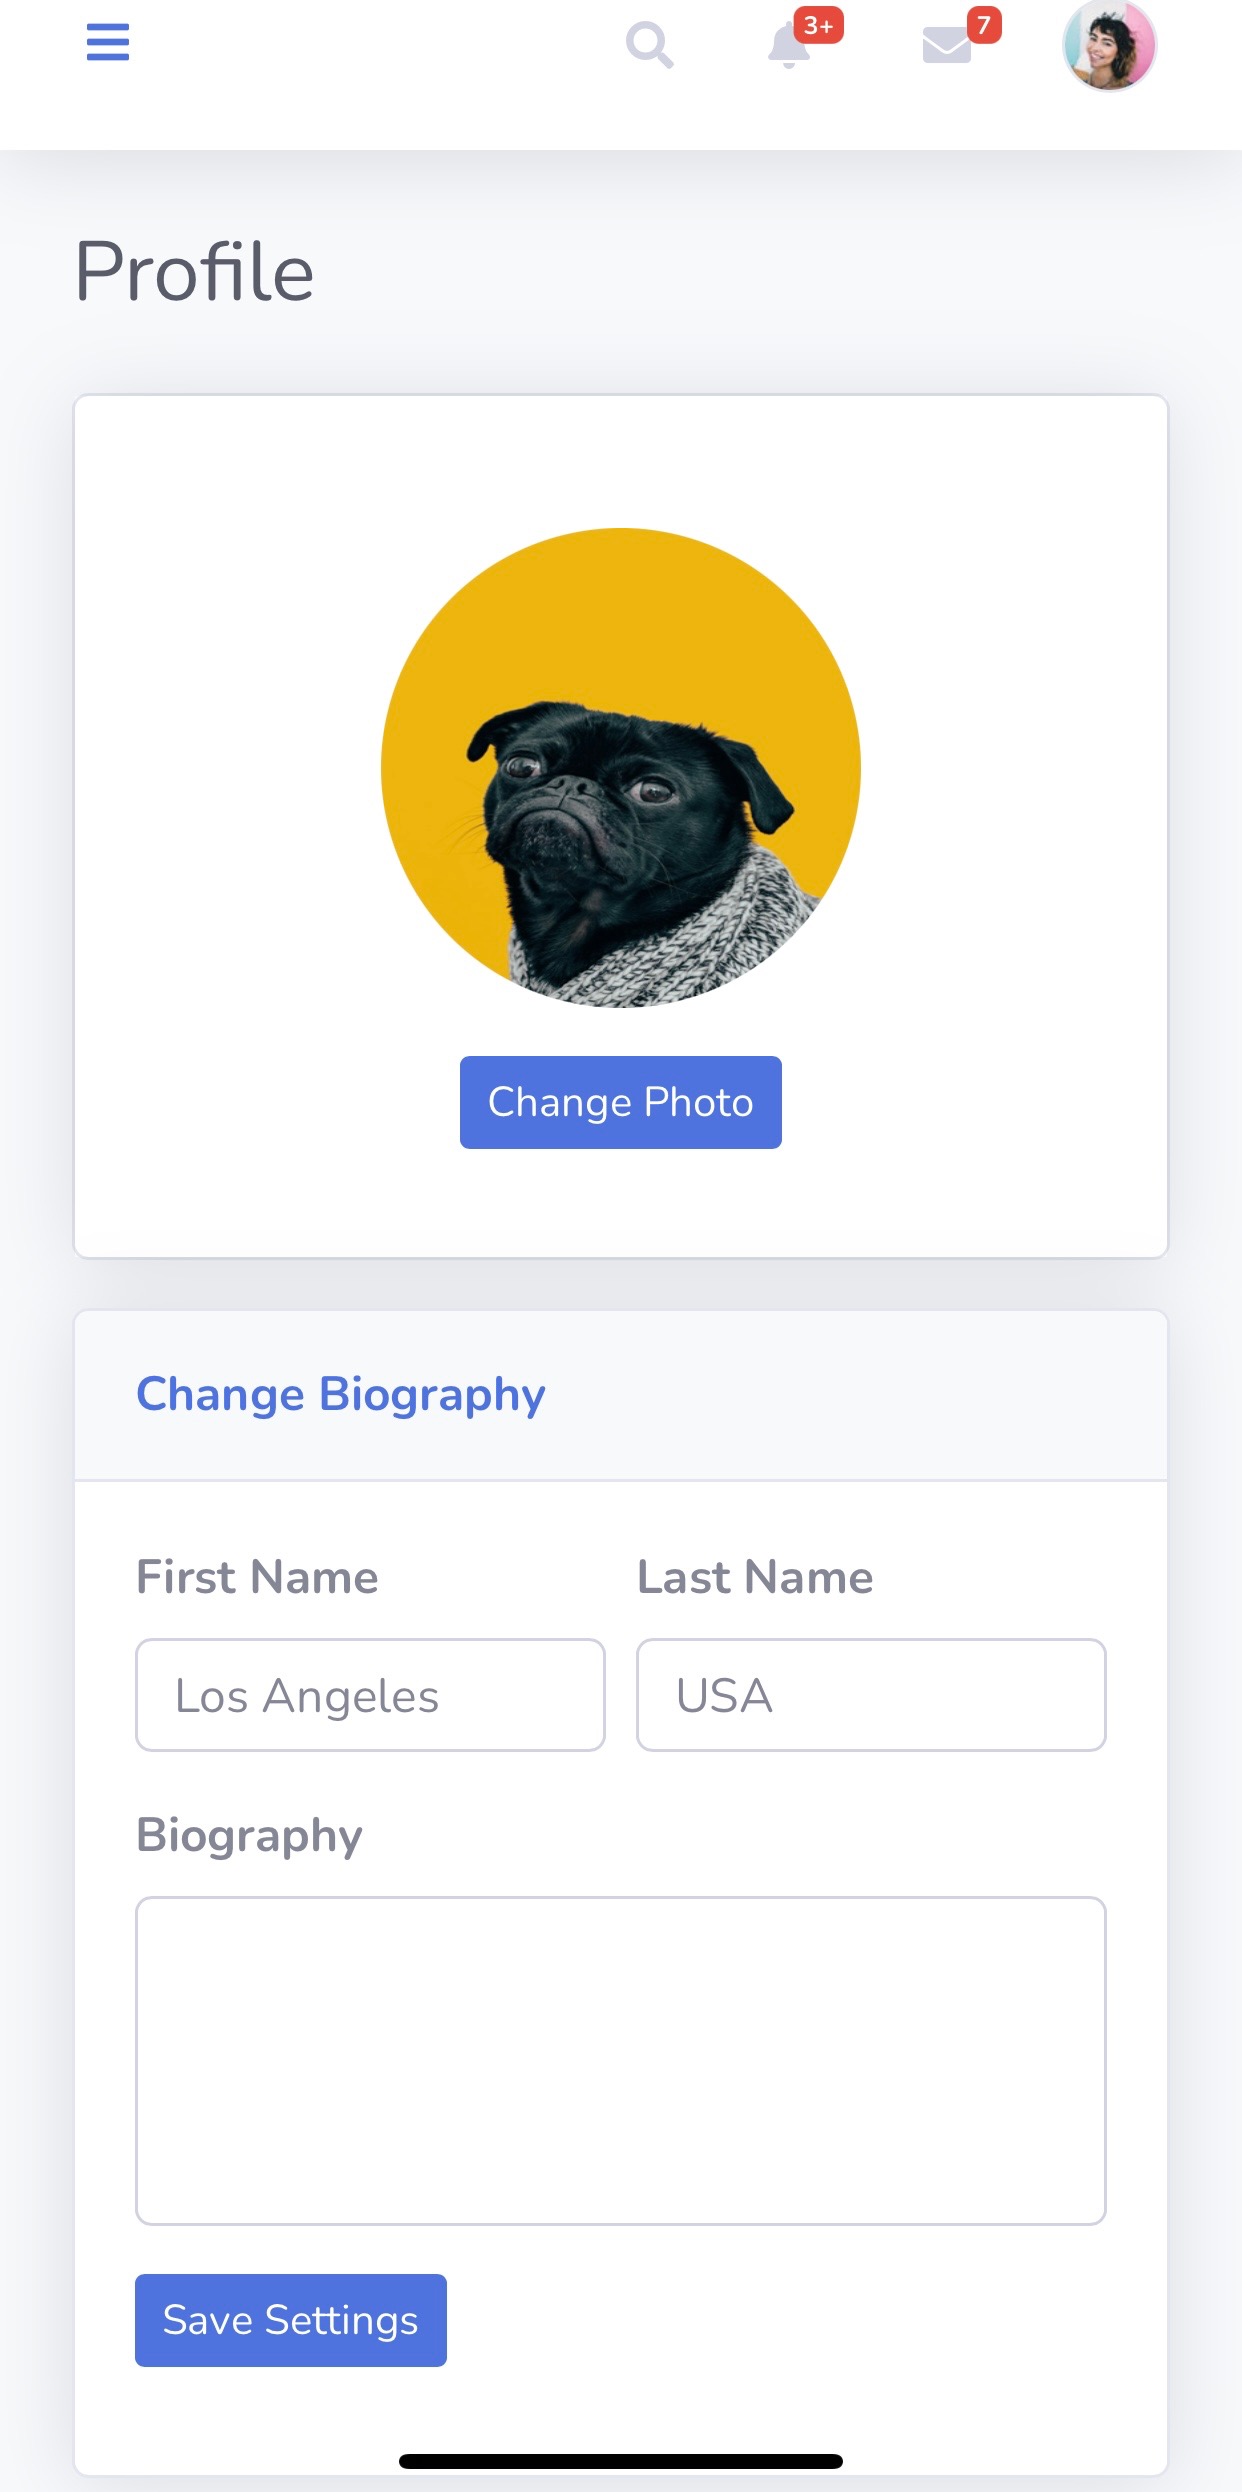 3+
7
Profile
Change Photo
Change Biography
First Name
Last Name
Los Angeles
USA
Biography
Save Settings